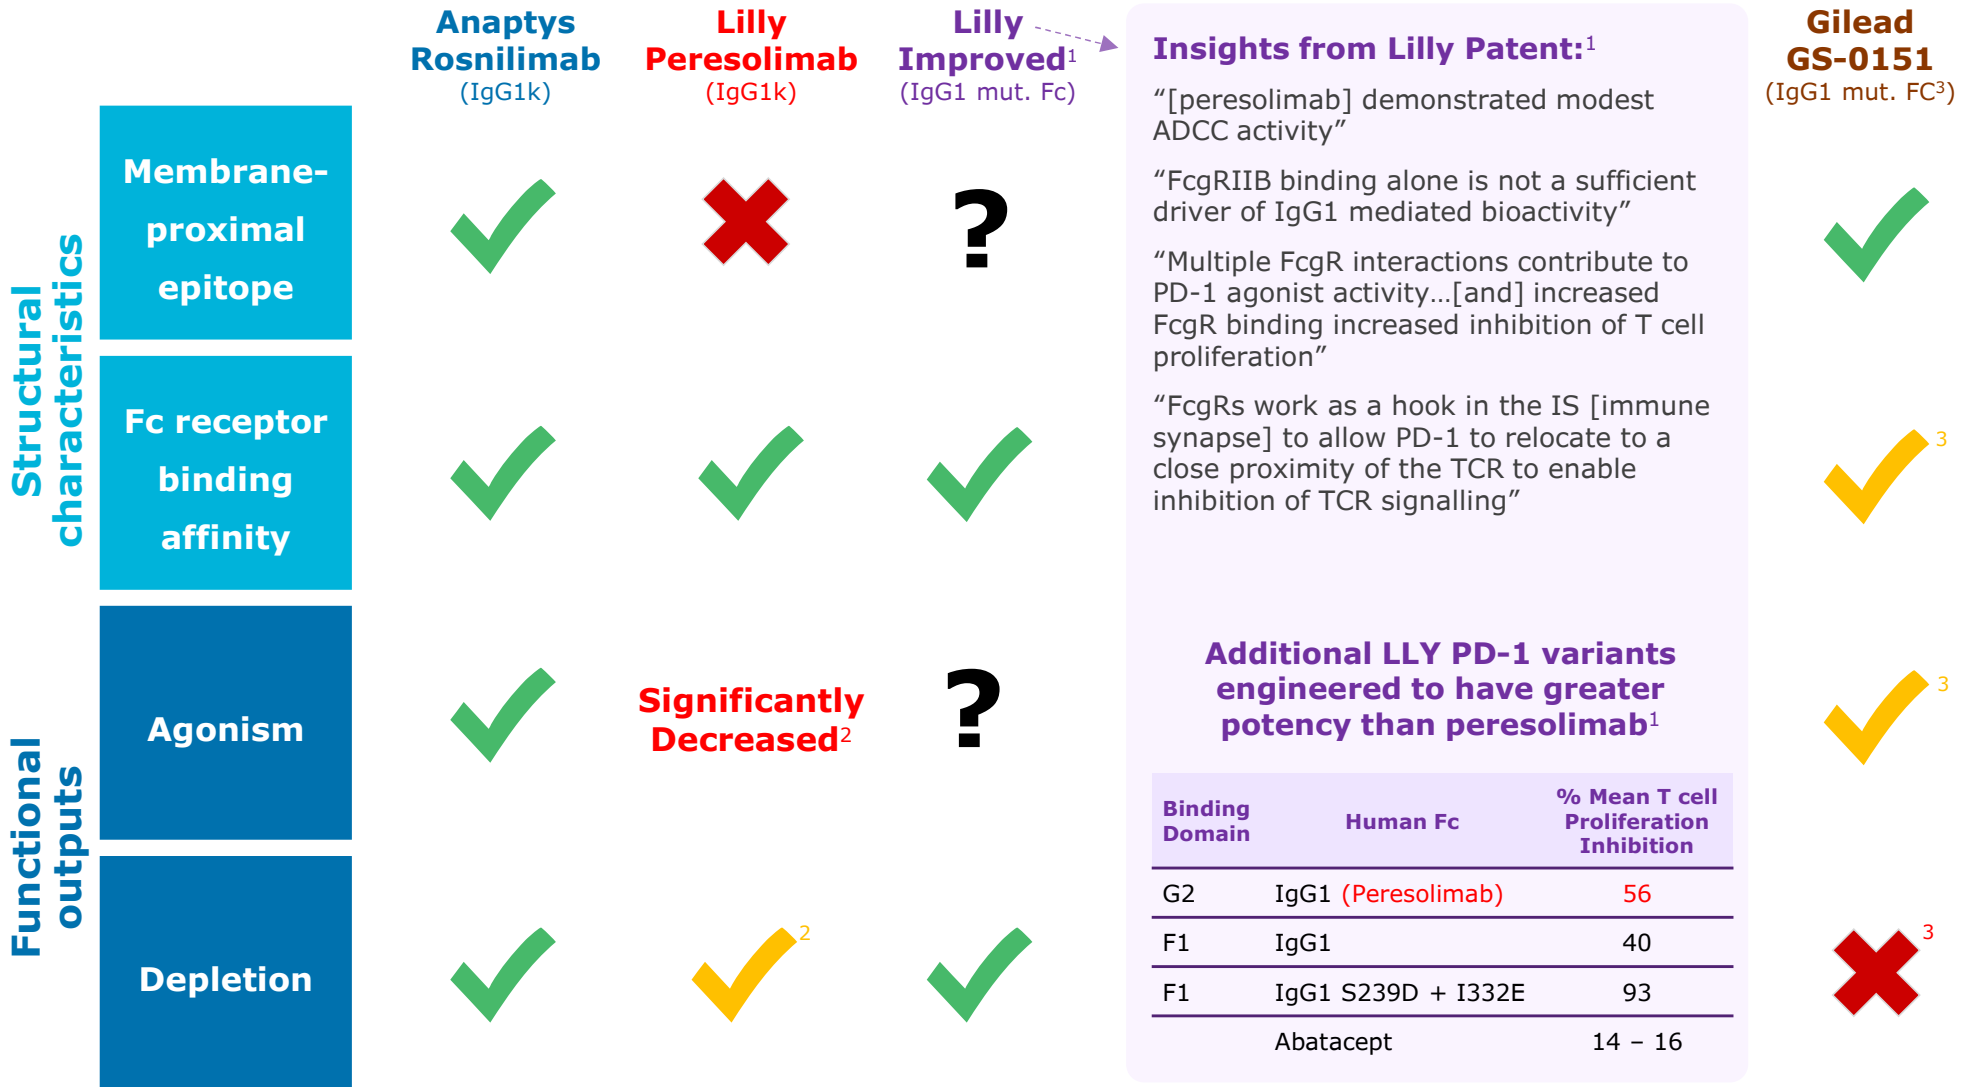 Anaptys
Rosnilimab
(IgG1k)
Lilly
Peresolimab
(IgG1k)
Lilly
Improved¹
(IgG1 mut. Fc)
Gilead
GS-0151
(IgG1 mut. FC³)
Structural
characteristics
Membrane-
proximal
epitope
?
Fc receptor
binding
affinity
3
Functional
outputs
Agonism
Significantly
Decreased²
?
3
Depletion
2
3
Insights from Lilly Patent:¹
“[peresolimab] demonstrated modest
ADCC activity”
“FcgRIIB binding alone is not a sufficient
driver of IgG1 mediated bioactivity”
“Multiple FcgR interactions contribute to
PD-1 agonist activity…[and] increased
FcgR binding increased inhibition of T cell
proliferation”
“FcgRs work as a hook in the IS [immune
synapse] to allow PD-1 to relocate to a
close proximity of the TCR to enable
inhibition of TCR signalling”
Additional LLY PD-1 variants
engineered to have greater
potency than peresolimab¹
Binding
Domain
Human Fc
% Mean T cell
Proliferation
Inhibition
G2 IgG1 (Peresolimab) 56
F1 IgG1 40
F1 IgG1 S239D + I332E 93
Abatacept 14 – 16